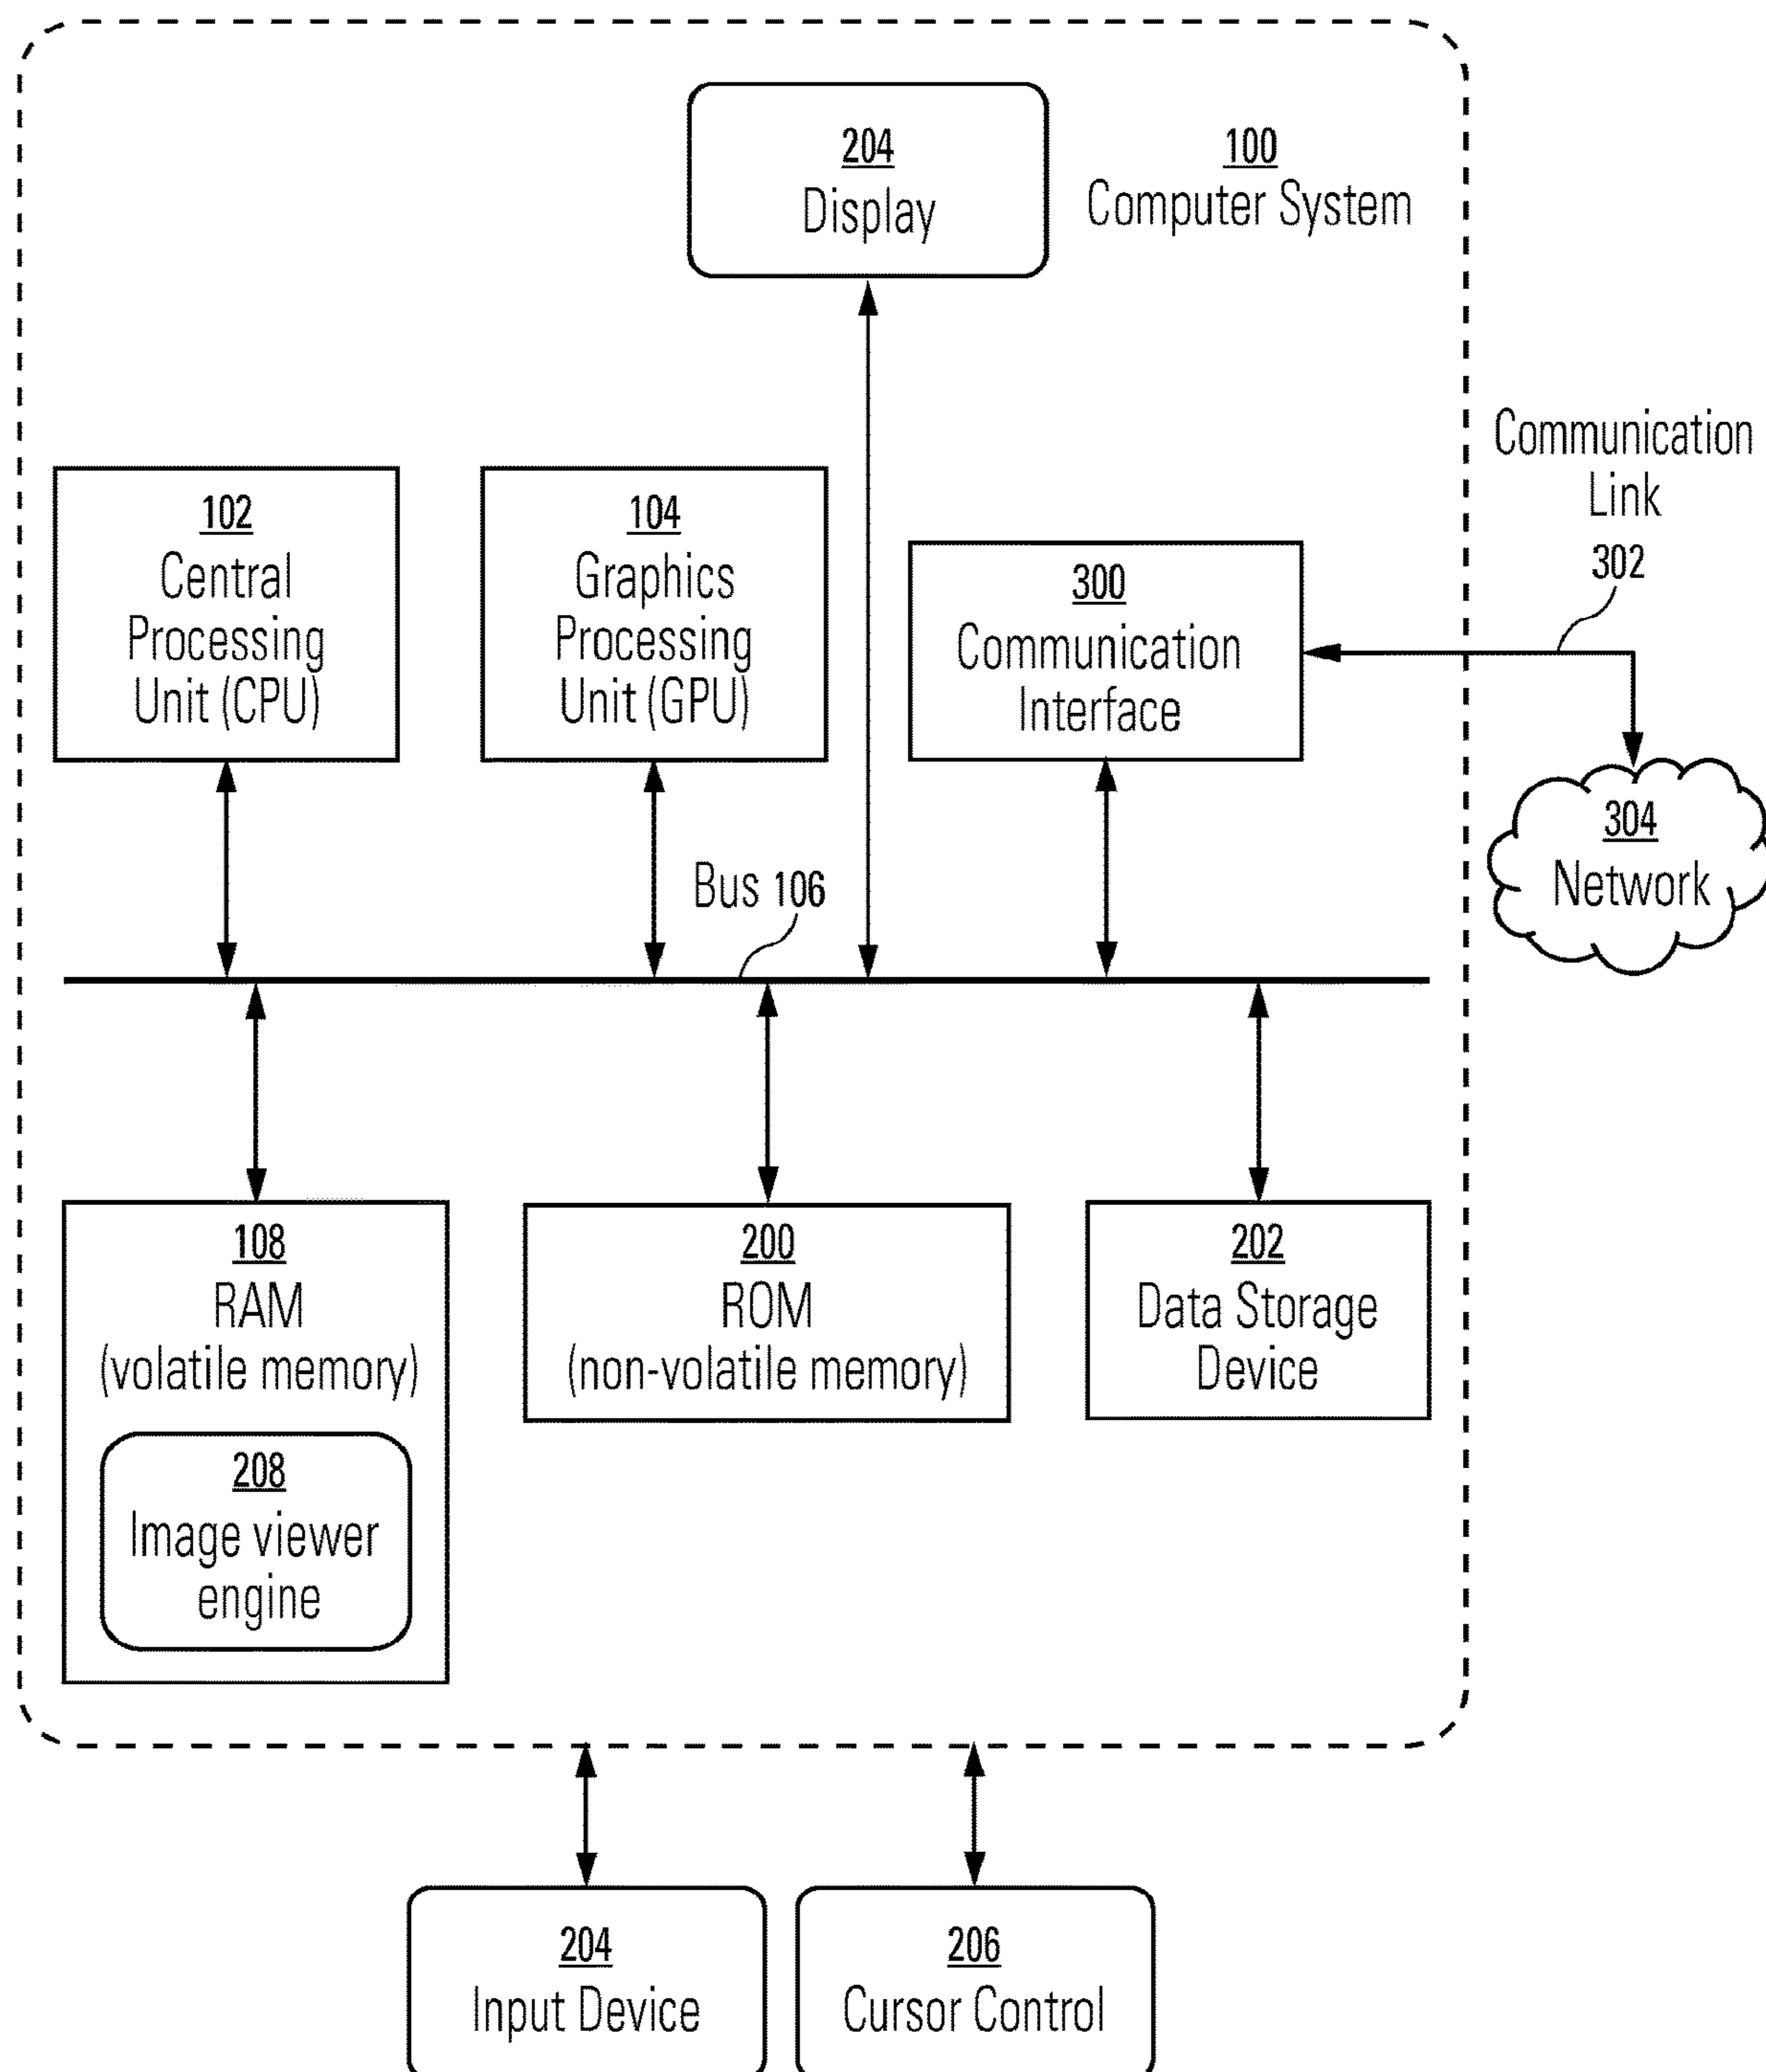 204
Display
100
Computer System
Communication
Link
302
102
Central
Processing
Unit (CPU)
104
Graphics
Processing
Unit (GPU)
300
Communication
Interface
304
Network
Bus 106
108
RAM
(volatile memory)
200
ROM
(non-volatile memory)
202
Data Storage
Device
208
Image viewer
engine
204
Input Device
206
Cursor Control